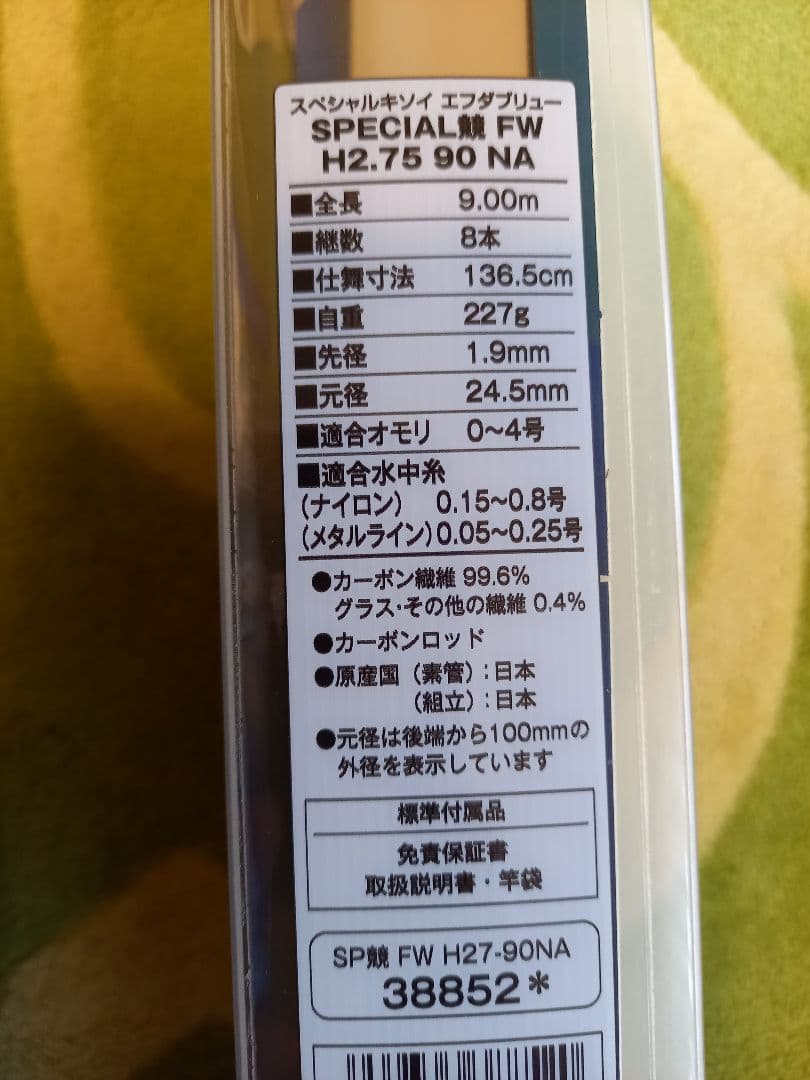 スペシャルキソイ エフダブリュー
SPECIAL競 FW
H2.75 90 NA
■全長 9.00m
■継数 8本
■仕舞寸法 136.5cm
■自重 227g
■先径 1.9mm
■元径 24.5mm
■適合オモリ 0〜4号
■適合水中糸
（ナイロン） 0.15〜0.8号
（メタルライン）0.05〜0.25号
●カーボン繊維 99.6%
グラス・その他の繊維 0.4%
●カーボンロッド
●原産国（素管）：日本
（組立）：日本
●元径は後端から100mmの
外径を表示しています
標準付属品
免責保証書
取扱説明書・竿袋
SP競 FW H27-90NA
38852*